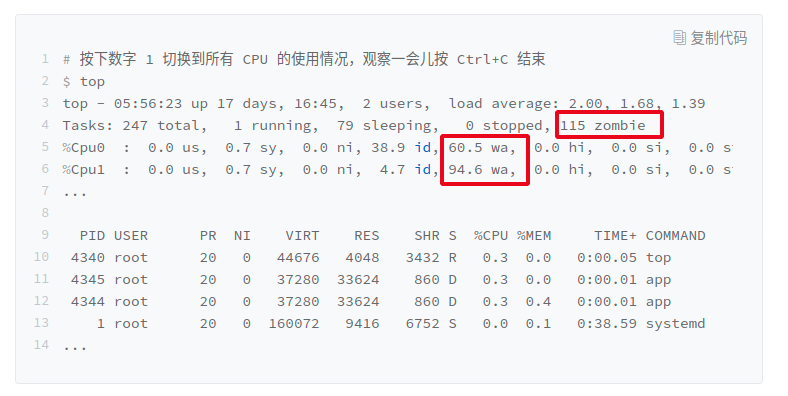 复制代码
1 # 按下数字 1 切换到所有 CPU 的使用情况，观察一会儿按 Ctrl+C 结束
2 $ top
3 top - 05:56:23 up 17 days, 16:45,  2 users,  load average: 2.00, 1.68, 1.39
4 Tasks: 247 total,   1 running,  79 sleeping,   0 stopped, 115 zombie
5 %Cpu0  :  0.0 us,  0.7 sy,  0.0 ni, 38.9 id, 60.5 wa,  0.0 hi,  0.0 si,  0.0 s
6 %Cpu1  :  0.0 us,  0.7 sy,  0.0 ni,  4.7 id, 94.6 wa,  0.0 hi,  0.0 si,  0.0 s
7 ...
8
9   PID USER      PR  NI    VIRT    RES    SHR S  %CPU %MEM     TIME+ COMMAND
10  4340 root      20   0   44676   4048   3432 R   0.3  0.0   0:00.05 top
11  4345 root      20   0   37280  33624    860 D   0.3  0.0   0:00.01 app
12  4344 root      20   0   37280  33624    860 D   0.3  0.4   0:00.01 app
13     1 root      20   0  160072   9416   6752 S   0.0  0.1   0:38.59 systemd
14 ...